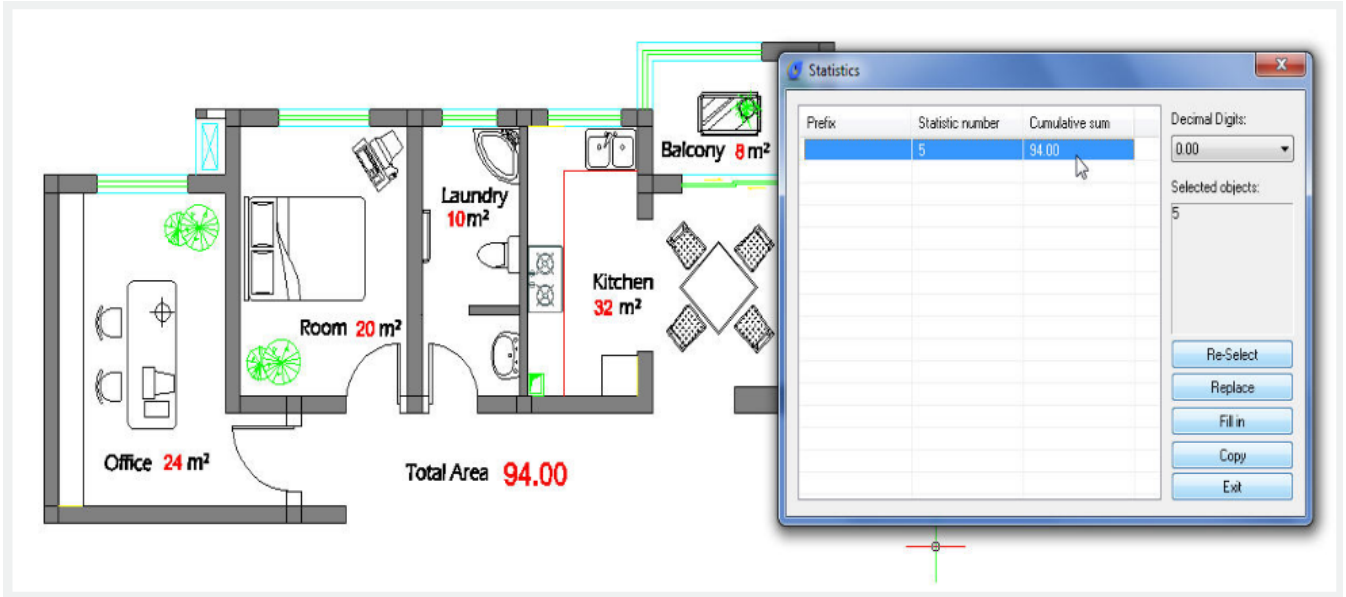 Balcony 8 m²
Laundry
10m²
Kitchen
32 m²
Room 20 m²
Office 24 m²
Total Area 94.00
Statistics
X
Prefix Statistic number Cumulative sum
5 94.00
Decimal Digits:
0.00
Selected objects:
5
Re-Select
Replace
Fill in
Copy
Exit